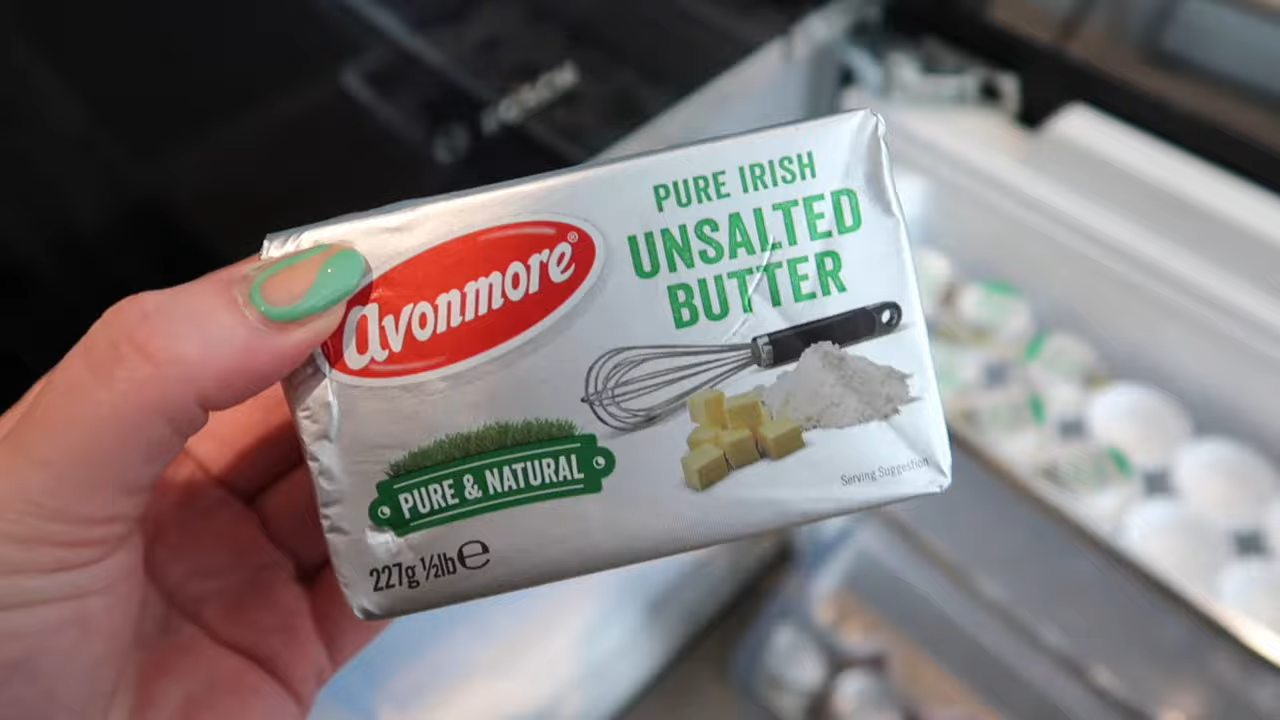 PURE IRISH
UNSALTED
BUTTER
avonmore®
PURE & NATURAL
Serving Suggestion
227g ½lb ℮